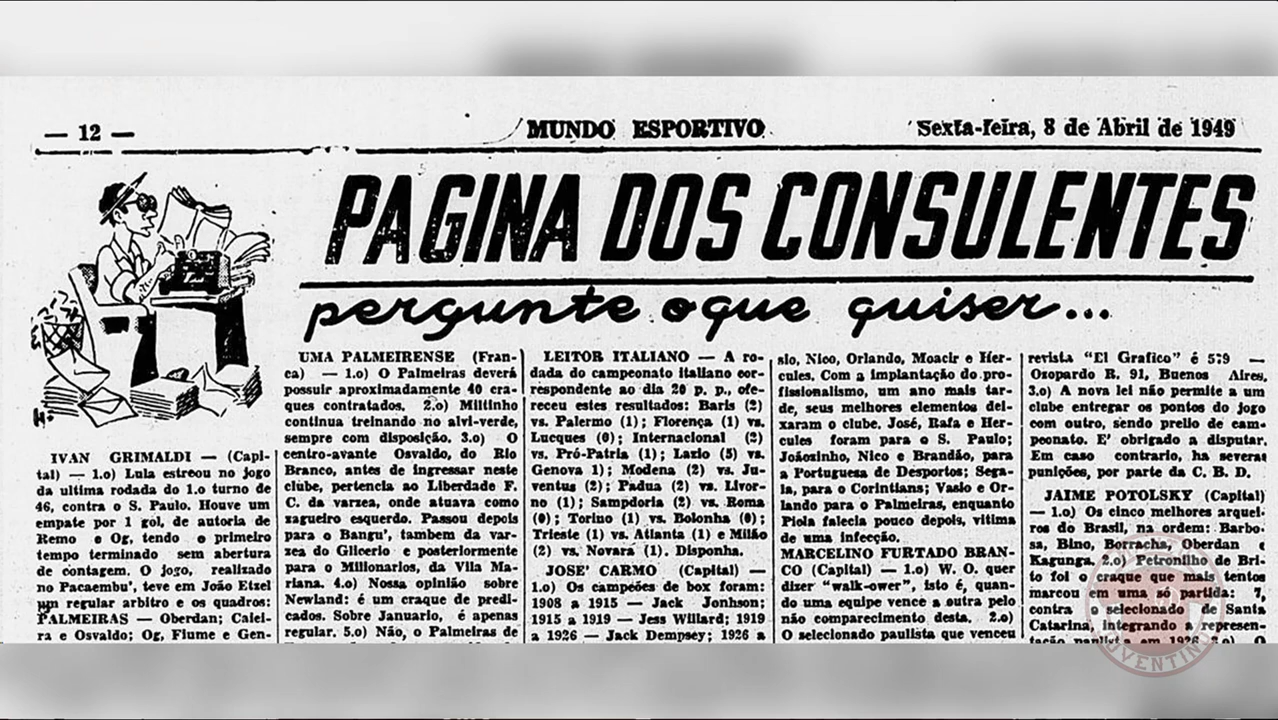 — 12 —
MUNDO ESPORTIVO
Sexta-feira, 8 de Abril de 1949
PAGINA DOS CONSULENTES
pergunte o que quiser...
IVAN GRIMALDI — (Capi-
tal) — 1.o) Lula estreou no jogo
da ultima rodada do 1.o turno de
46, contra o S. Paulo. Houve um
empate por 1 gol, de autoria de
Remo e Og, tendo o primeiro
tempo terminado sem abertura
de contagem. O jogo, realizado
no Pacaembu', teve em João Etzel
um regular arbitro e os quadros:
PALMEIRAS — Oberdan; Caiei-
ra e Osvaldo; Og, Fiume e Gen-
UMA PALMEIRENSE (Fran-
ca) — 1.o) O Palmeiras deverá
possuir aproximadamente 40 cra-
ques contratados. 2.o) Miltinho
continua treinando no alvi-verde,
sempre com disposição. 3.o) O
centro-avante Osvaldo, do Rio
Branco, antes de ingressar neste
clube, pertencia ao Liberdade F.
C. da varzea, onde atuava como
zagueiro esquerdo. Passou depois
para o Bangu', tambem da var-
zea do Glicerio e posteriormente
para o Milionarios, da Vila Ma-
riana. 4.o) Nossa opinião sobre
Newland: é um craque de predi-
cados. Sobre Januario, é apenas
regular. 5.o) Não, o Palmeiras de
LEITOR ITALIANO — A ro-
dada do campeonato italiano cor-
respondente ao dia 20 p. p., ofe-
receu estes resultados: Baris (2)
vs. Palermo (1); Florença (1) vs.
Lucques (0); Internacional (2)
vs. Pró-Patria (1); Lazio (5) vs.
Genova 1); Modena (2) vs. Ju-
ventus (2); Padua (2) vs. Livor-
no (1); Sampdoria (2) vs. Roma
(0); Torino (1) vs. Bolonha (0);
Trieste (1) vs. Atlanta (1) e Milão
(2) vs. Novara (1). Disponha.
JOSE' CARMO (Capital) —
1.o) Os campeões de box foram:
1908 a 1915 — Jack Jonhson;
1915 a 1919 — Jess Willard; 1919
a 1926 — Jack Dempsey; 1926 a
slo, Nico, Orlando, Moacir e Her-
cules. Com a implantação do pro-
fissionalismo, um ano mais tar-
de, seus melhores elementos dei-
xaram o clube. José, Rafa e Her-
cules foram para o S. Paulo;
Joãozinho, Nico e Brandão, para
a Portuguesa de Desportos; Sega-
la, para o Corintians; Vasio e Or-
lando para o Palmeiras, enquanto
Piola falecia pouco depois, vitima
de uma infecção.
MARCELINO FURTADO BRAN-
CO (Capital) — 1.o) W. O. quer
dizer "walk-ower", isto é, quan-
do uma equipe vence a outra pelo
não comparecimento desta. 2.o)
O selecionado paulista que venceu
revista "El Grafico" é 579 —
Ozopardo R. 91, Buenos Aires.
3.o) A nova lei não permite a um
clube entregar os pontos do jogo
com outro, sendo prelio de cam-
peonato. E' obrigado a disputar.
Em caso contrario, ha severas
punições, por parte da C. B. D.
JAIME POTOLSKY (Capital)
— 1.o) Os cinco melhores arquei-
ros do Brasil, na ordem: Barbo-
sa, Bino, Borracha, Oberdan e
Kagunga. 2.o) Petronilho de Bri-
to foi o craque que mais tentos
marcou em uma só partida: 7,
contra o selecionado de Santa
Catarina, integrando a represen-
tação paulista em 1926. 3.o) O
JUVENTINO